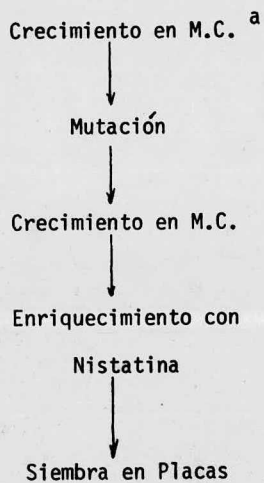 Crecimiento en M.C. a
Mutación
Crecimiento en M.C.
Enriquecimiento con
Nistatina
Siembra en Placas